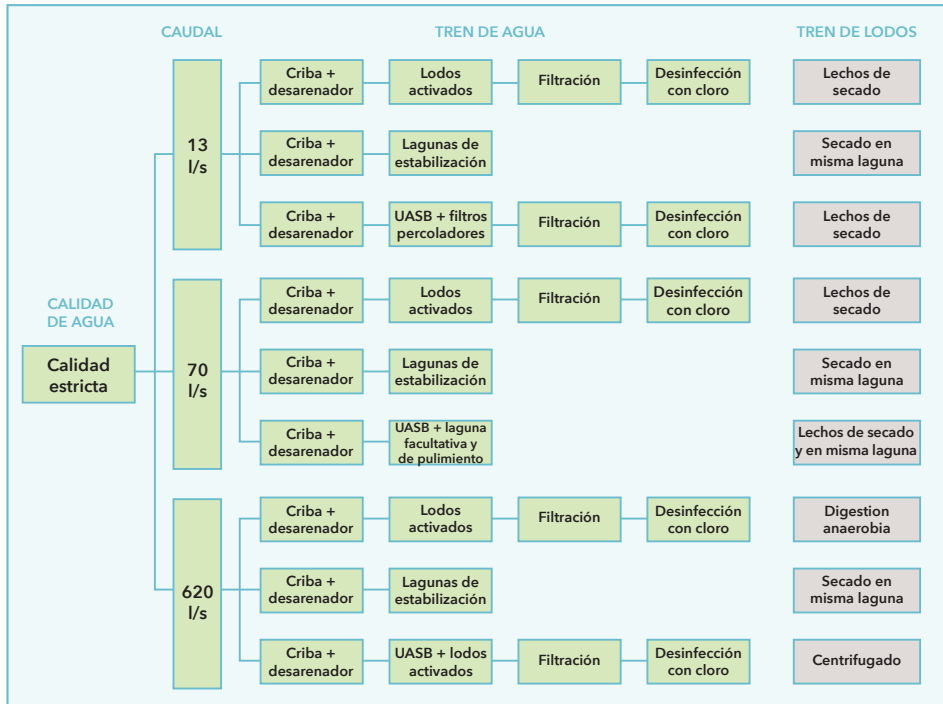 CAUDAL
TREN DE AGUA
TREN DE LODOS
Criba +
desarenador
Lodos
activados
Filtración
Desinfección
con cloro
Lechos de
secado
13
l/s
Criba +
desarenador
Lagunas de
estabilización
Secado en
misma laguna
Criba +
desarenador
UASB + filtros
percoladores
Filtración
Desinfección
con cloro
Lechos de
secado
CALIDAD
DE AGUA
Calidad
estricta
Criba +
desarenador
Lodos
activados
Filtración
Desinfección
con cloro
Lechos de
secado
70
l/s
Criba +
desarenador
Lagunas de
estabilización
Secado en
misma laguna
Criba +
desarenador
UASB + laguna
facultativa y
de pulimiento
Lechos de secado
y en misma laguna
Criba +
desarenador
Lodos
activados
Filtración
Desinfección
con cloro
Digestion
anaerobia
620
l/s
Criba +
desarenador
Lagunas de
estabilización
Secado en
misma laguna
Criba +
desarenador
UASB + lodos
activados
Filtración
Desinfección
con cloro
Centrifugado